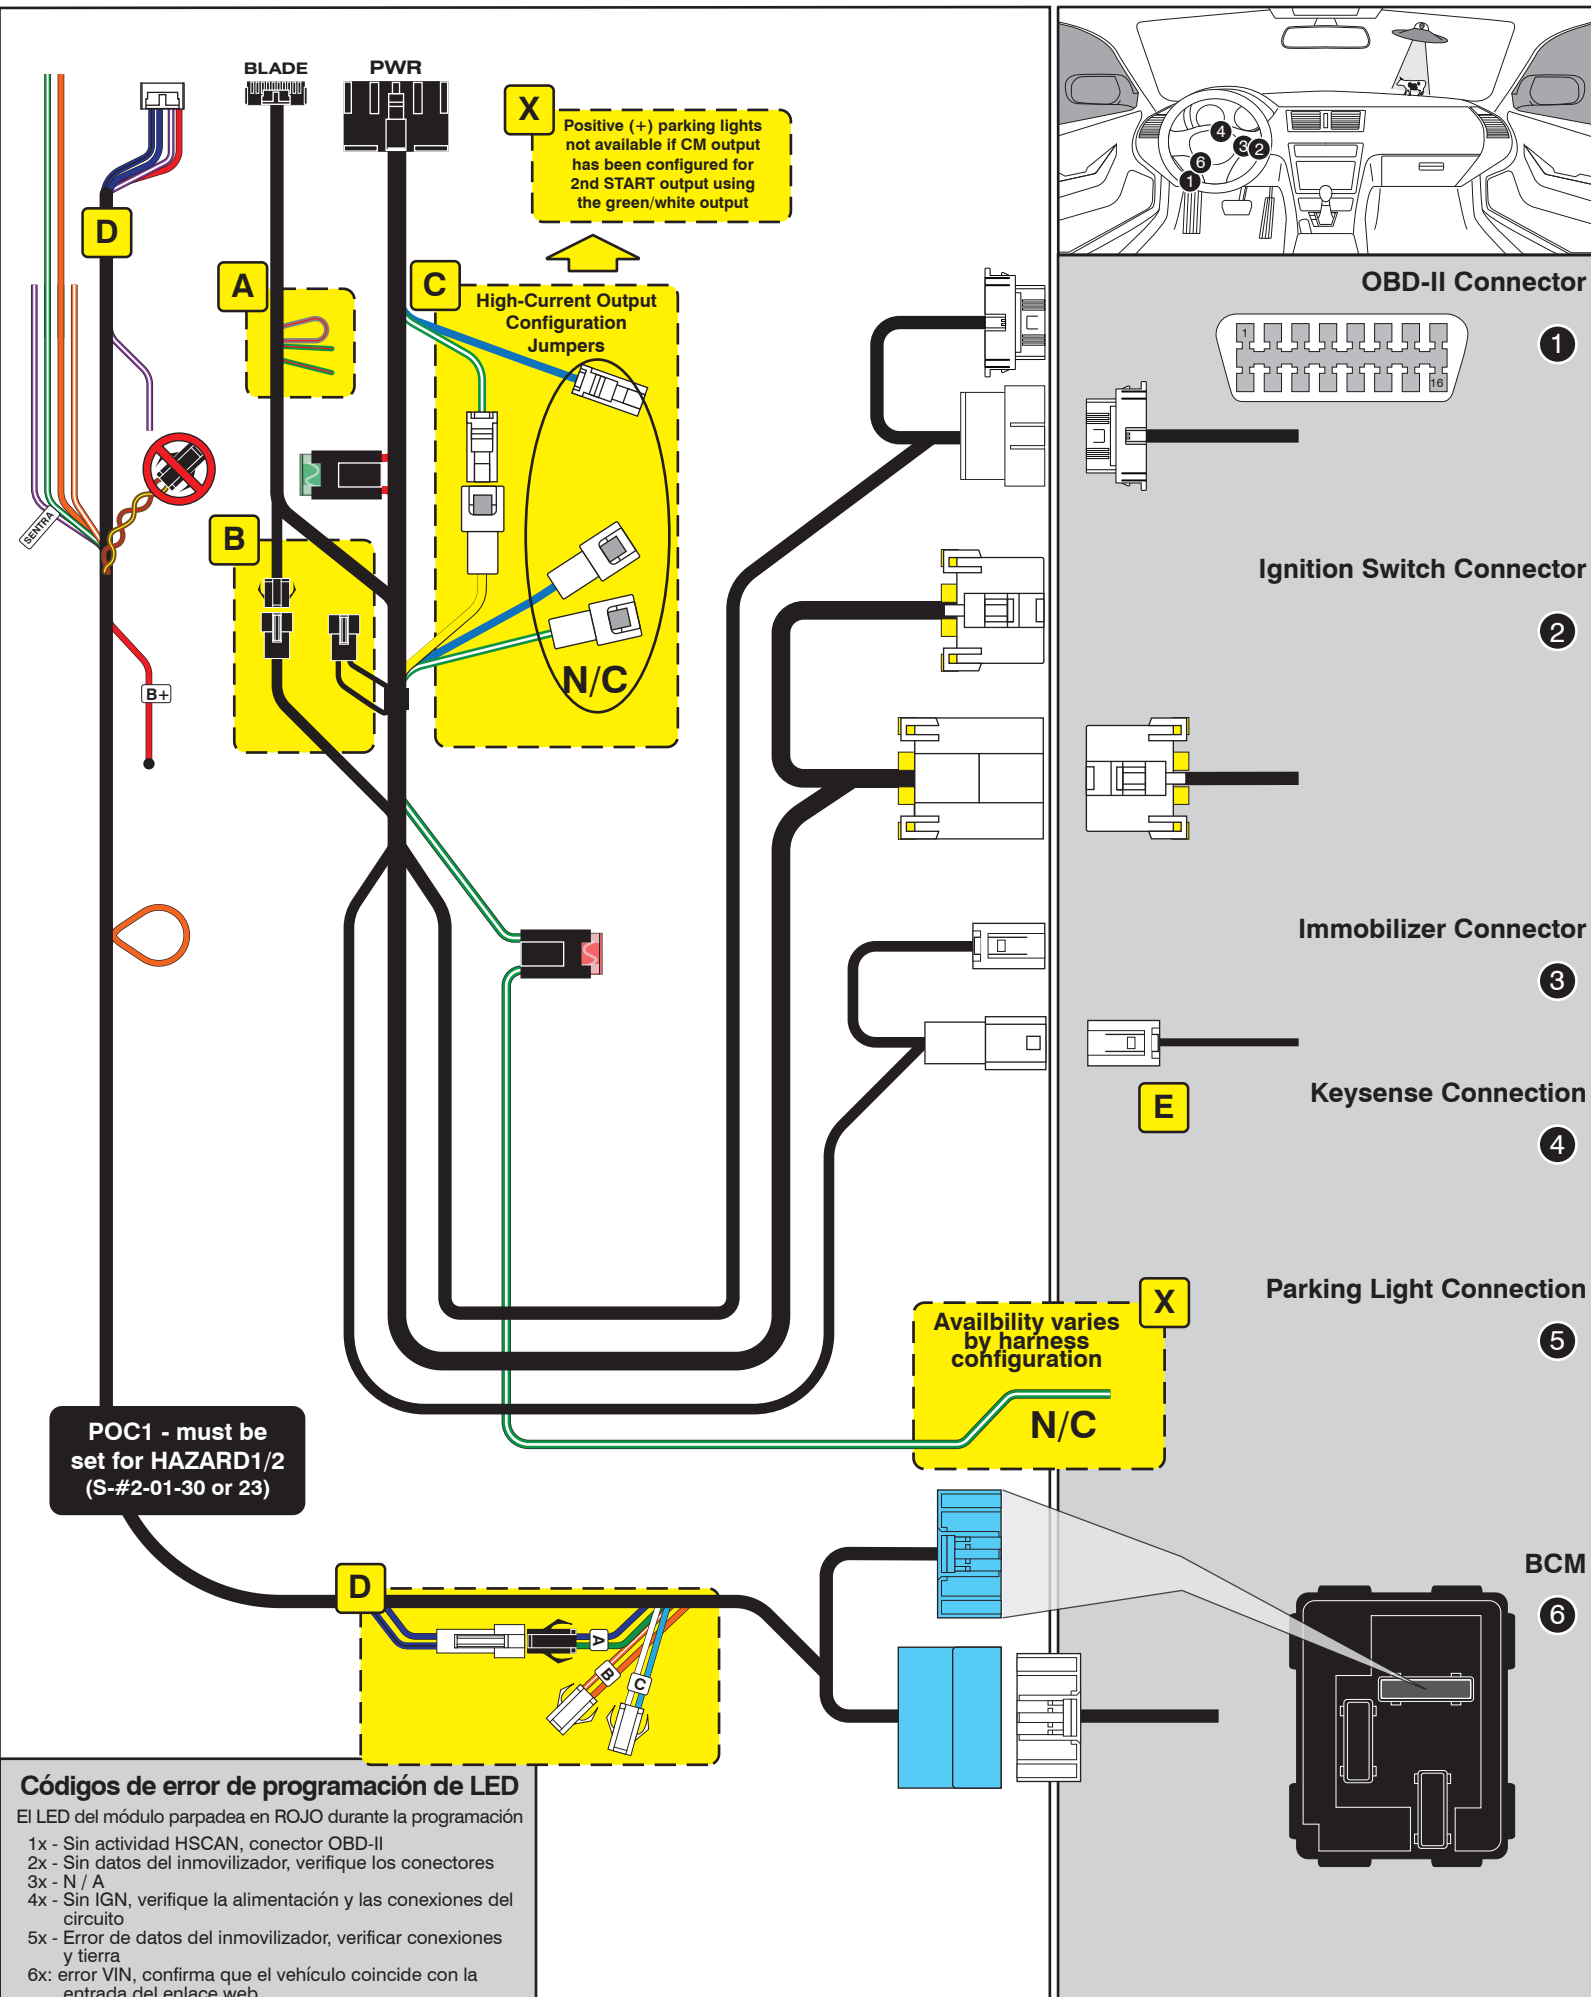 BLADE
PWR
X
Positive (+) parking lights
not available if CM output
has been configured for
2nd START output using
the green/white output
4
3
2
6
1
D
A
C
High-Current Output
Configuration
Jumpers
OBD-II Connector
1
1
16
SENTRA
B
Ignition Switch Connector
2
B+
N/C
Immobilizer Connector
3
E
Keysense Connection
4
X
Parking Light Connection
5
Availbility varies
by harness
configuration
N/C
POC1 - must be
set for HAZARD1/2
(S-#2-01-30 or 23)
D
A
B
C
BCM
6
Códigos de error de programación de LED
El LED del módulo parpadea en ROJO durante la programación
1x - Sin actividad HSCAN, conector OBD-II
2x - Sin datos del inmovilizador, verifique los conectores
3x - N / A
4x - Sin IGN, verifique la alimentación y las conexiones del
circuito
5x - Error de datos del inmovilizador, verificar conexiones
y tierra
6x: error VIN, confirma que el vehículo coincide con la
entrada del enlace web